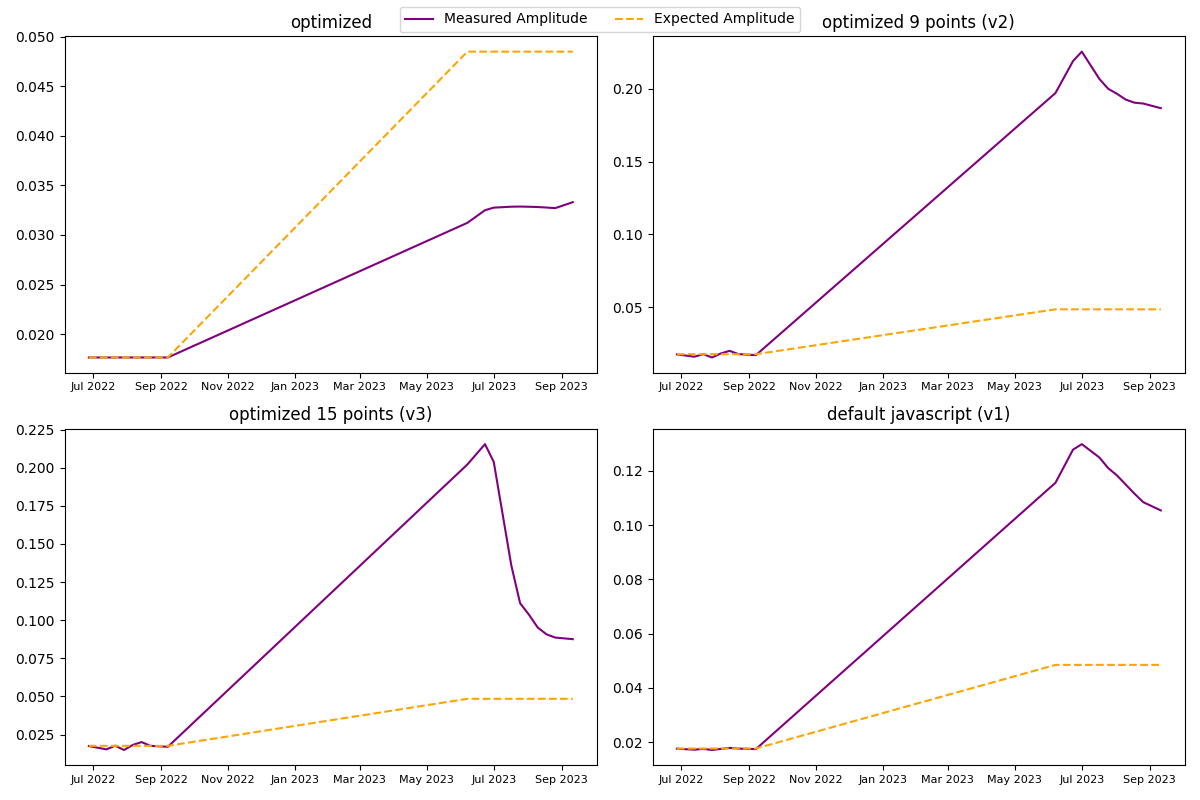 Measured Amplitude Expected Amplitude
optimized
0.050
0.045
0.040
0.035
0.030
0.025
0.020
Jul 2022 Sep 2022 Nov 2022 Jan 2023 Mar 2023 May 2023 Jul 2023 Sep 2023
optimized 9 points (v2)
0.20
0.15
0.10
0.05
Jul 2022 Sep 2022 Nov 2022 Jan 2023 Mar 2023 May 2023 Jul 2023 Sep 2023
optimized 15 points (v3)
0.225
0.200
0.175
0.150
0.125
0.100
0.075
0.050
0.025
Jul 2022 Sep 2022 Nov 2022 Jan 2023 Mar 2023 May 2023 Jul 2023 Sep 2023
default javascript (v1)
0.12
0.10
0.08
0.06
0.04
0.02
Jul 2022 Sep 2022 Nov 2022 Jan 2023 Mar 2023 May 2023 Jul 2023 Sep 2023